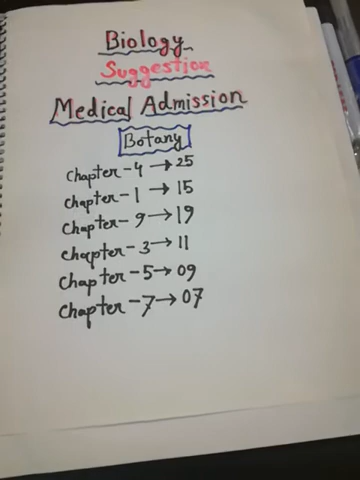 Biology
Suggestion
Medical Admission
Botany
Chapter-4 → 25
Chapter-1 → 15
Chapter-9 → 19
Chapter-3 → 11
Chapter-5 → 09
Chapter-7 → 07